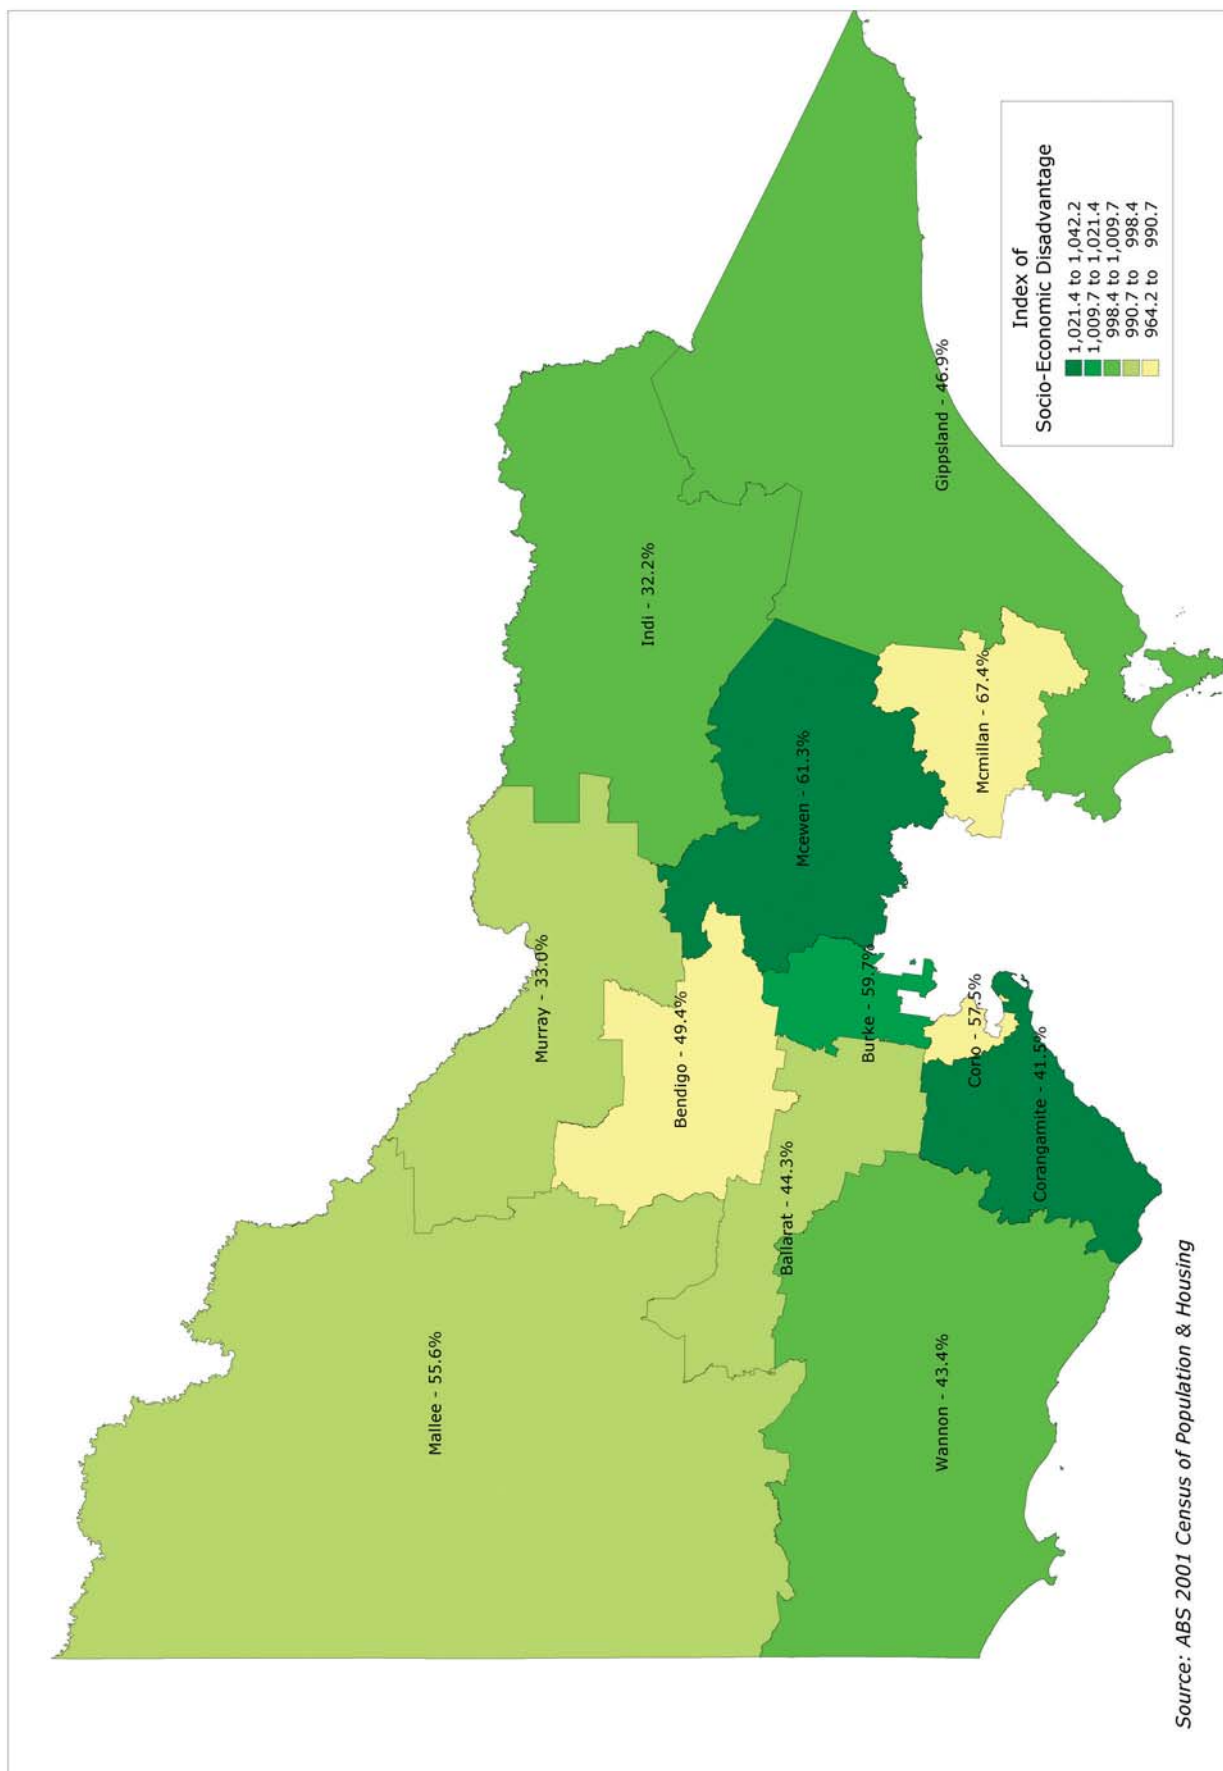 Mallee - 55.6%
Murray - 33.0%
Indi - 32.2%
Bendigo - 49.4%
Ballarat - 44.3%
Mcewen - 61.3%
Burke - 59.7%
Wannon - 43.4%
Gippsland - 46.9%
Corio - 57.5%
Mcmillan - 67.4%
Corangamite - 41.5%
Index of
Socio-Economic Disadvantage
1,021.4 to 1,042.2
1,009.7 to 1,021.4
998.4 to 1,009.7
990.7 to 998.4
964.2 to 990.7
Source: ABS 2001 Census of Population & Housing